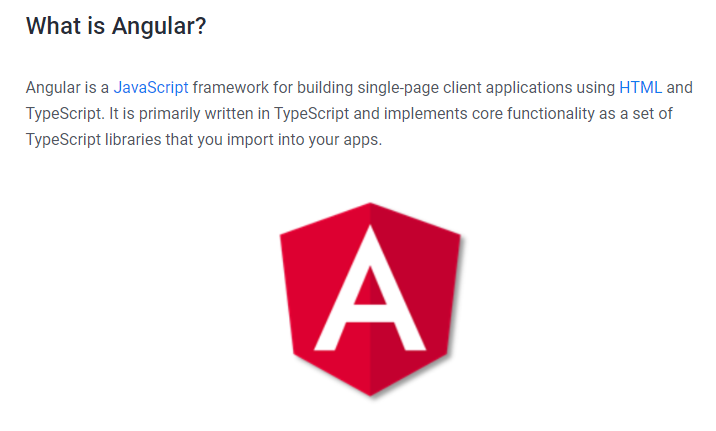 What is Angular?
Angular is a JavaScript framework for building single-page client applications using HTML and
TypeScript. It is primarily written in TypeScript and implements core functionality as a set of
TypeScript libraries that you import into your apps.
A